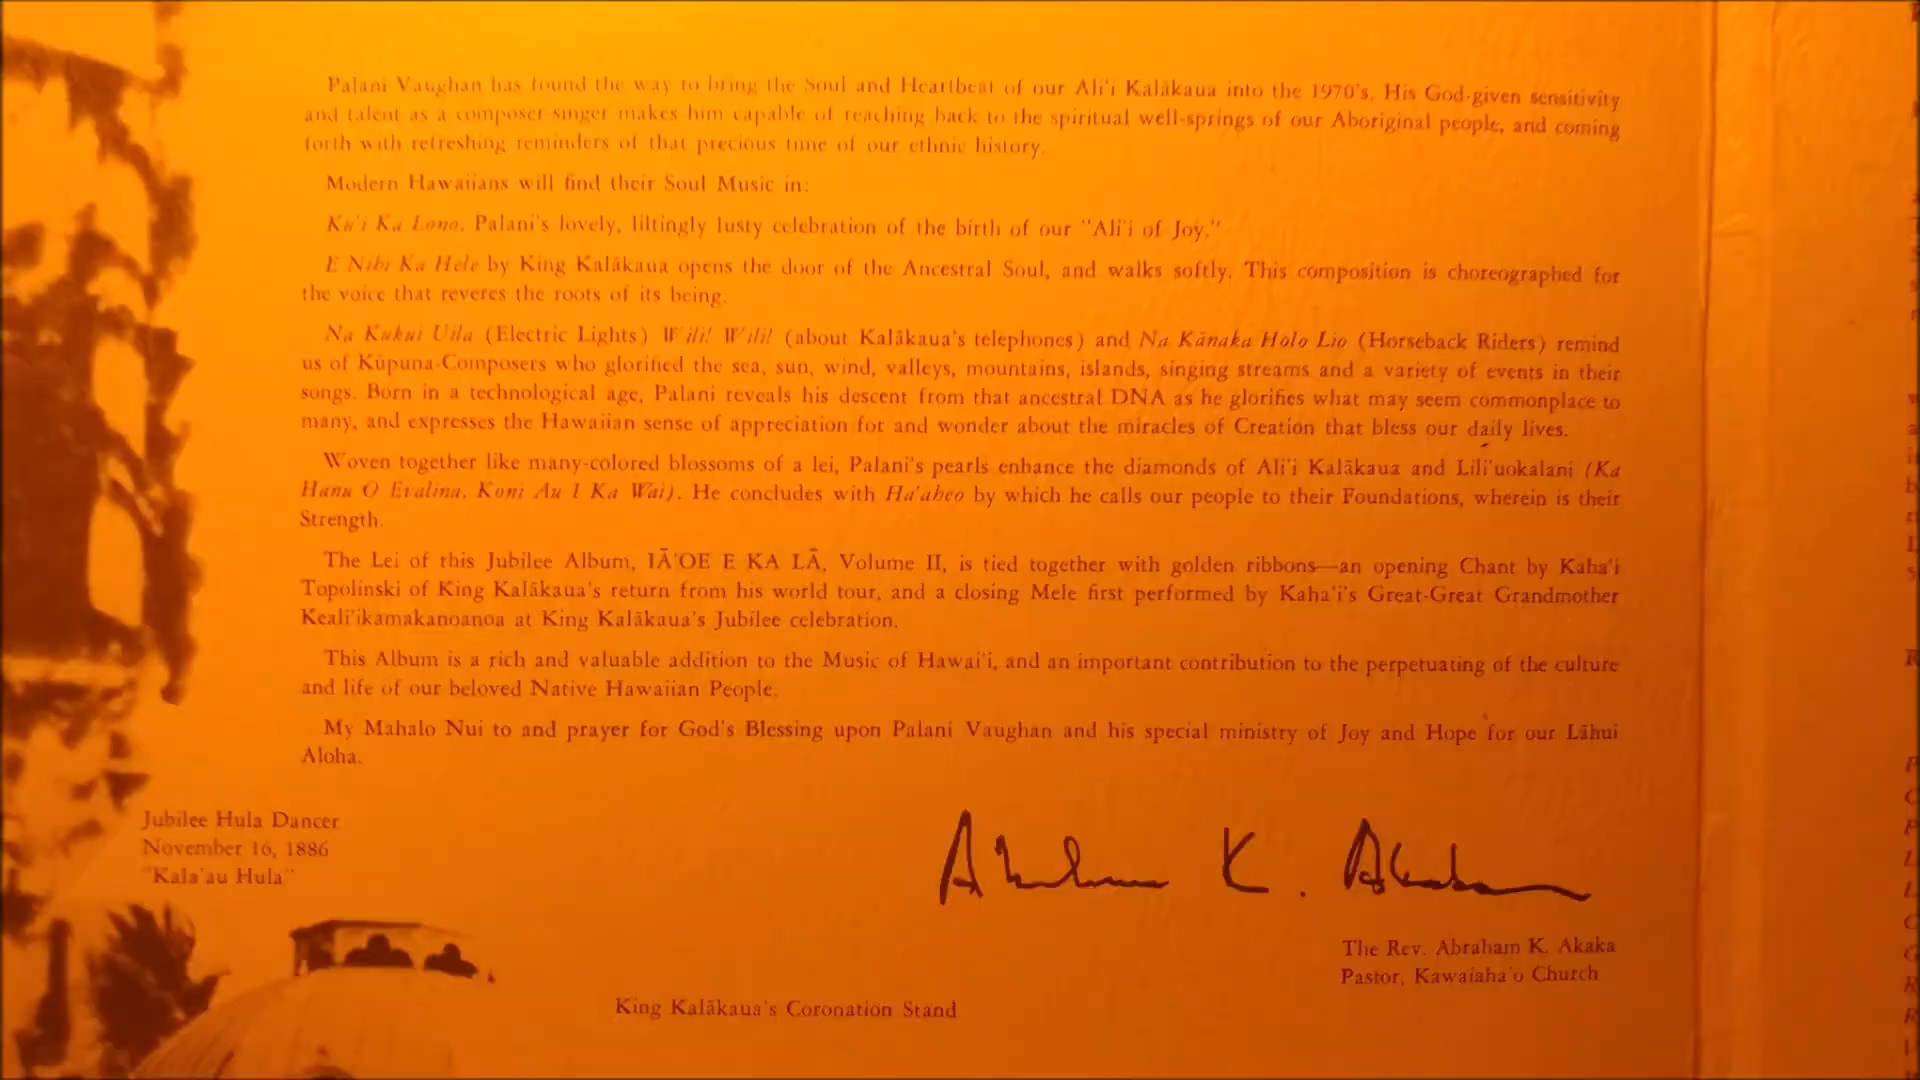 Palani Vaughan has found the way to bring the Soul and Heartbeat of our Ali'i Kalākaua into the 1970's. His God-given sensitivity
and talent as a composer singer makes him capable of reaching back to the spiritual well-springs of our Aboriginal people, and coming
forth with refreshing reminders of that precious time of our ethnic history.
Modern Hawaiians will find their Soul Music in:
Ku'i Ka Lono, Palani's lovely, liltingly lusty celebration of the birth of our "Ali'i of Joy."
E Nihi Ka Hele by King Kalākaua opens the door of the Ancestral Soul, and walks softly. This composition is choreographed for
the voice that reveres the roots of its being.
Na Kukui Uila (Electric Lights) Wili! Wili! (about Kalākaua's telephones) and Na Kānaka Holo Lio (Horseback Riders) remind
us of Kūpuna-Composers who glorified the sea, sun, wind, valleys, mountains, islands, singing streams and a variety of events in their
songs. Born in a technological age, Palani reveals his descent from that ancestral DNA as he glorifies what may seem commonplace to
many, and expresses the Hawaiian sense of appreciation for and wonder about the miracles of Creation that bless our daily lives.
Woven together like many-colored blossoms of a lei, Palani's pearls enhance the diamonds of Ali'i Kalākaua and Lili'uokalani (Ka
Hanu O Evalina, Koni Au I Ka Wai). He concludes with Ha'aheo by which he calls our people to their Foundations, wherein is their
Strength.
The Lei of this Jubilee Album, IĀ'OE E KA LĀ, Volume II, is tied together with golden ribbons—an opening Chant by Kaha'i
Topolinski of King Kalākaua's return from his world tour, and a closing Mele first performed by Kaha'i's Great-Great Grandmother
Keali'ikamakanoanoa at King Kalākaua's Jubilee celebration.
This Album is a rich and valuable addition to the Music of Hawai'i, and an important contribution to the perpetuating of the culture
and life of our beloved Native Hawaiian People.
My Mahalo Nui to and prayer for God's Blessing upon Palani Vaughan and his special ministry of Joy and Hope for our Lāhui
Aloha.
Jubilee Hula Dancer
November 16, 1886
"Kala'au Hula"
Abraham K. Akaka
The Rev. Abraham K. Akaka
Pastor, Kawaiaha'o Church
King Kalākaua's Coronation Stand